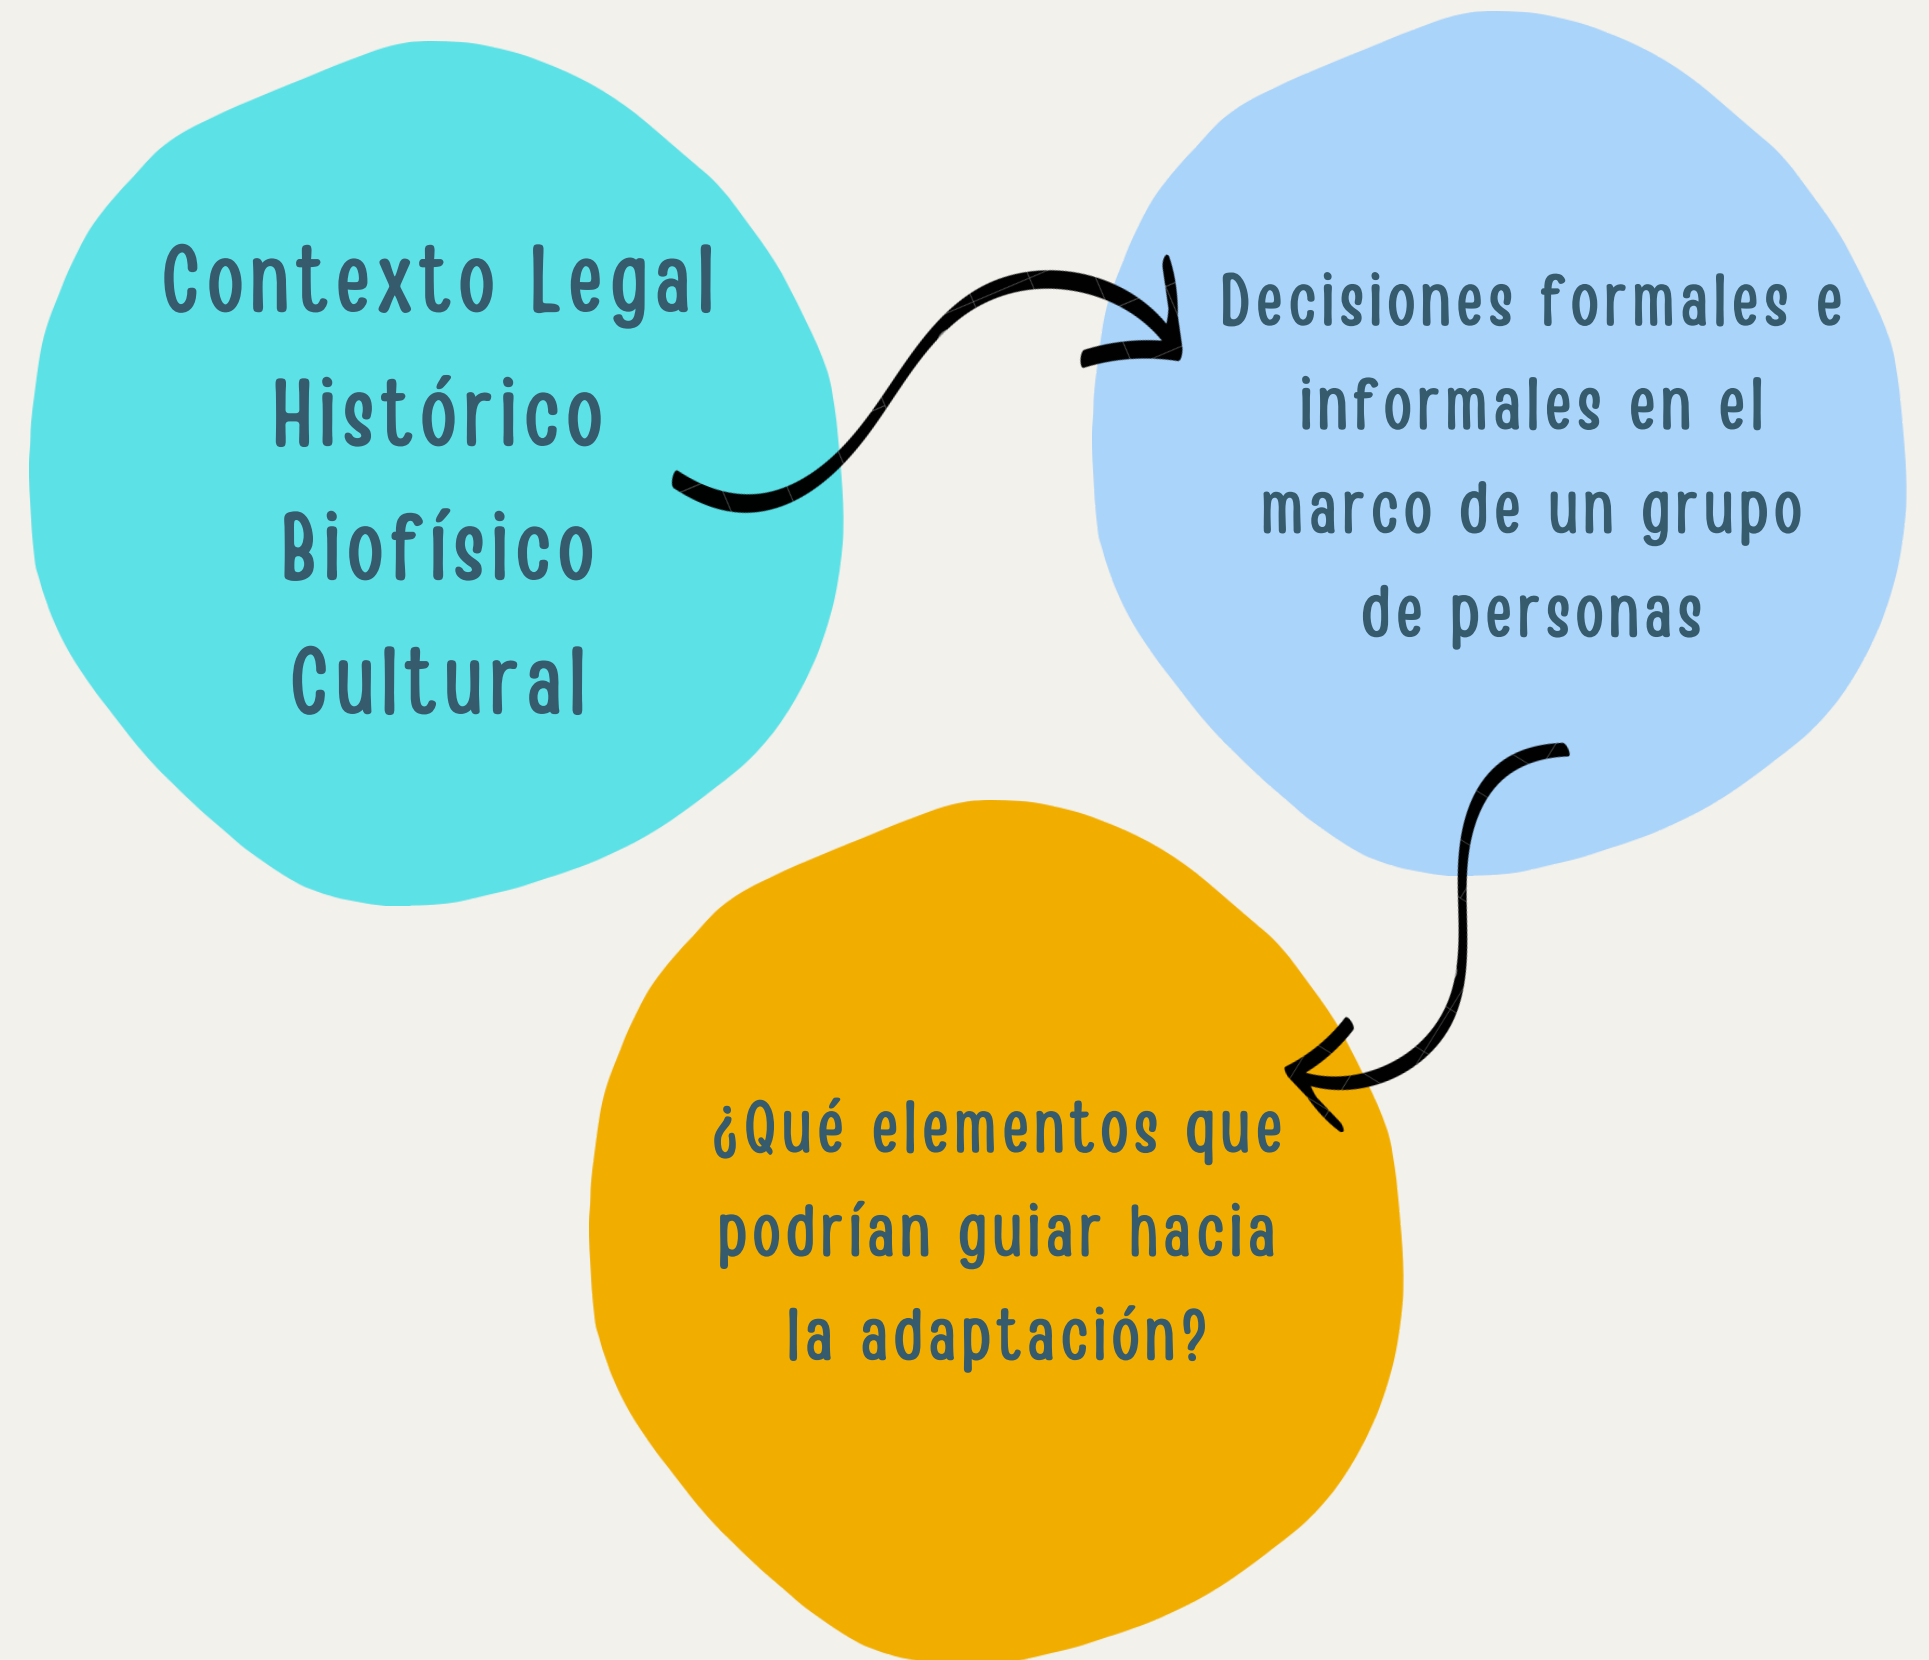 Contexto Legal
Histórico
Biofísico
Cultural
Decisiones formales e
informales en el
marco de un grupo
de personas
¿Qué elementos que
podrían guiar hacia
la adaptación?